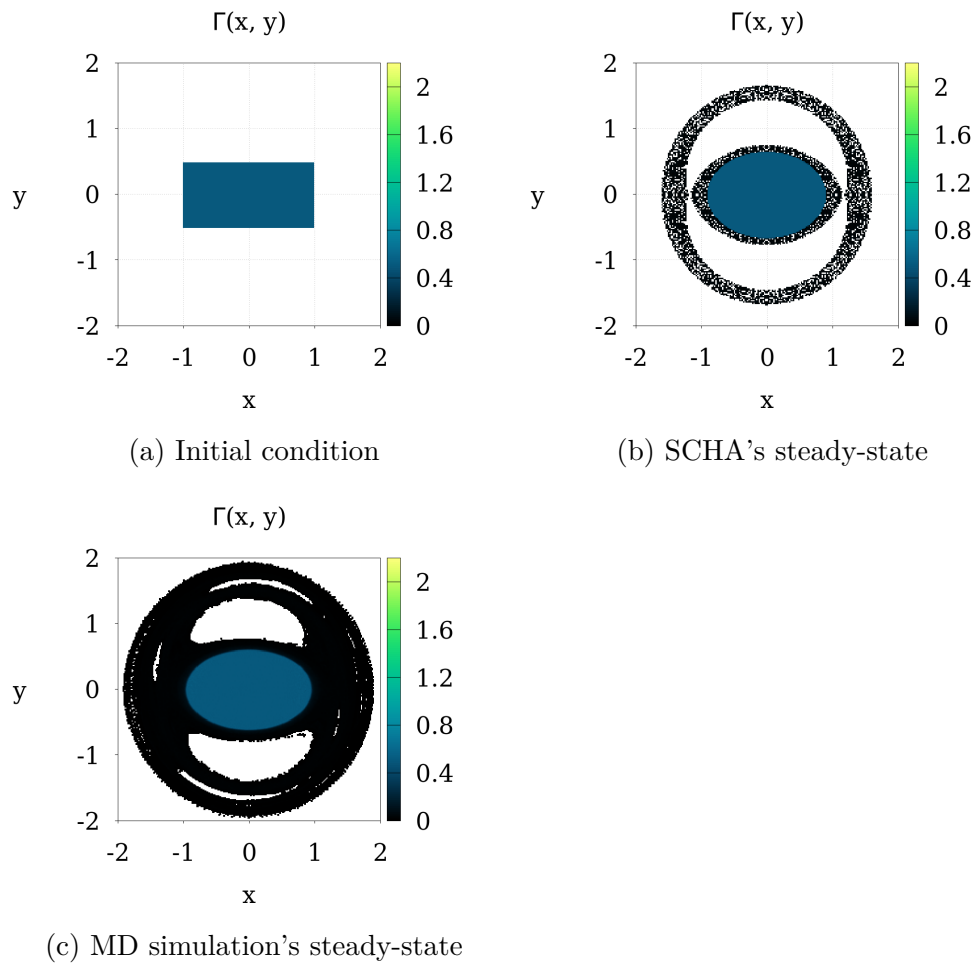 Γ(x, y)
2
1
0
-1
-2
y
-2 -1 0 1 2
x
2
1.6
1.2
0.8
0.4
0
(a) Initial condition
Γ(x, y)
2
1
0
-1
-2
y
-2 -1 0 1 2
x
2
1.6
1.2
0.8
0.4
0
(b) SCHA's steady-state
Γ(x, y)
2
1
0
-1
-2
y
-2 -1 0 1 2
x
2
1.6
1.2
0.8
0.4
0
(c) MD simulation's steady-state